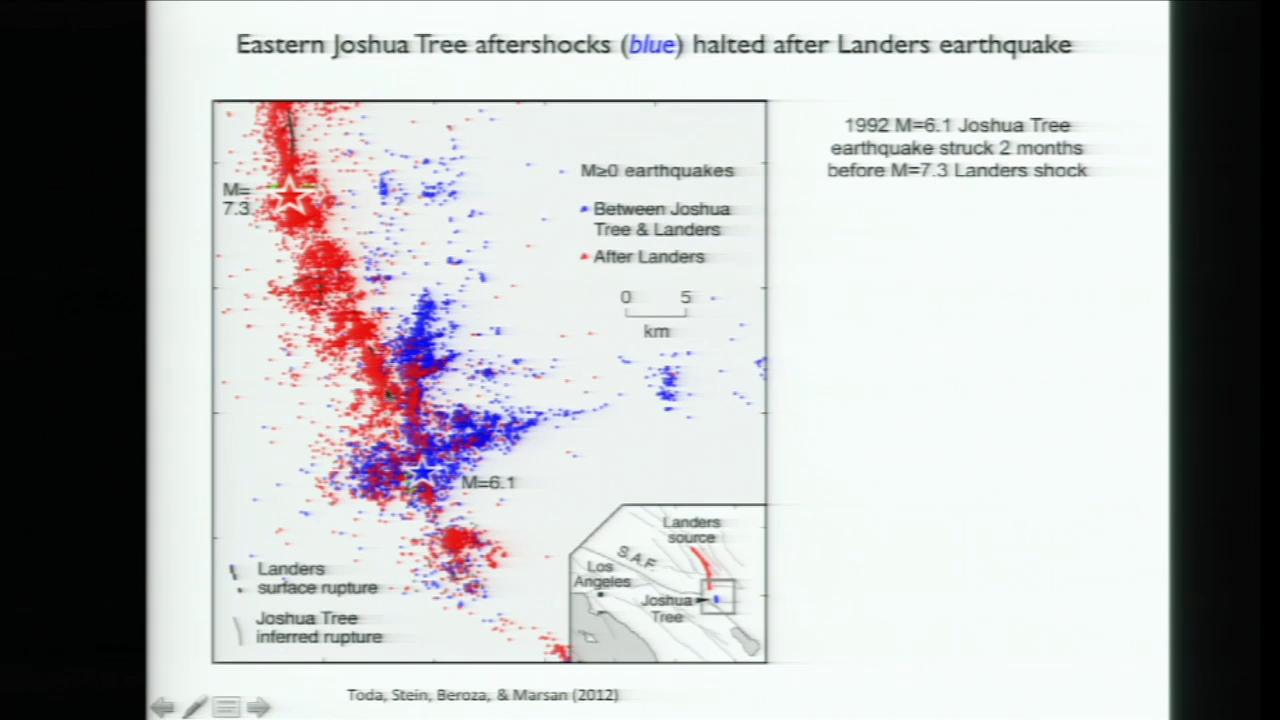 Eastern Joshua Tree aftershocks (blue) halted after Landers earthquake
1992 M=6.1 Joshua Tree
earthquake struck 2 months
before M=7.3 Landers shock
M≥0 earthquakes
M=
7.3
Between Joshua
Tree & Landers
After Landers
0 5
km
M=6.1
Landers
source
S.A.F
Los
Angeles
Joshua
Tree
Landers
surface rupture
Joshua Tree
inferred rupture
Toda, Stein, Beroza, & Marsan (2012)